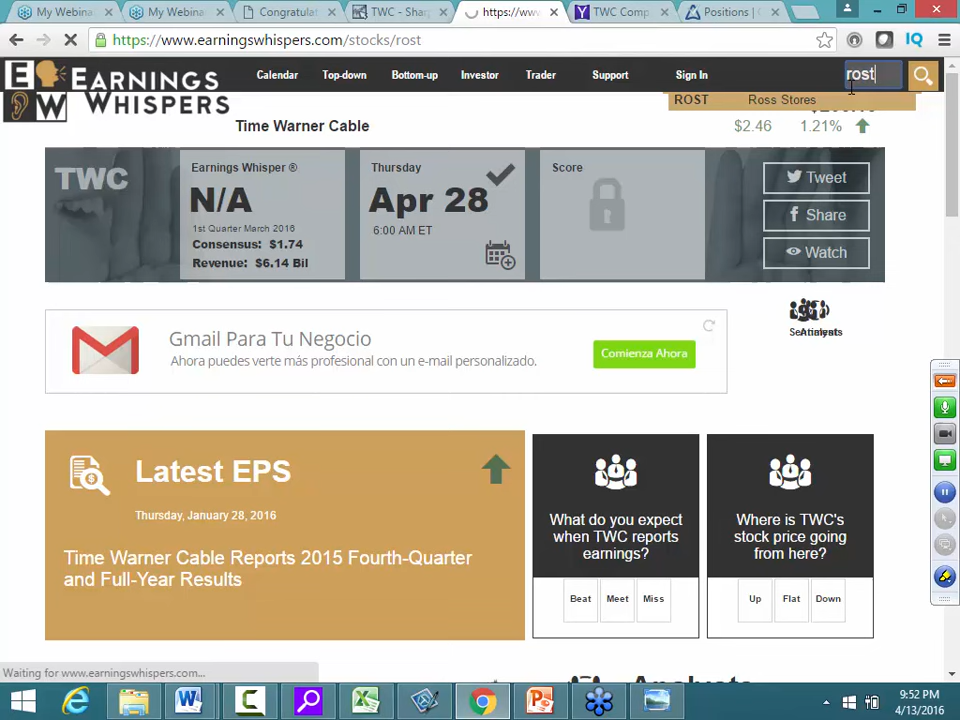 My Webina
My Webina
Congratulat
TWC - Shar
https://www
TWC Comp
Positions | C
https://www.earningswhispers.com/stocks/rost
IQ
EARNINGS
WHISPERS
E
W
Calendar
Top-down
Bottom-up
Investor
Trader
Support
Sign In
rost
ROST Ross Stores
Time Warner Cable
$2.46 1.21%
TWC
Earnings Whisper ®
N/A
1st Quarter March 2016
Consensus: $1.74
Revenue: $6.14 Bil
Thursday
Apr 28
6:00 AM ET
Score
Tweet
Share
Watch
Gmail Para Tu Negocio
Ahora puedes verte más profesional con un e-mail personalizado.
Comienza Ahora
Latest EPS
Thursday, January 28, 2016
Time Warner Cable Reports 2015 Fourth-Quarter
and Full-Year Results
What do you expect
when TWC reports
earnings?
Beat Meet Miss
Where is TWC's
stock price going
from here?
Up Flat Down
Analysts
Waiting for www.earningswhispers.com...
9:52 PM
4/13/2016